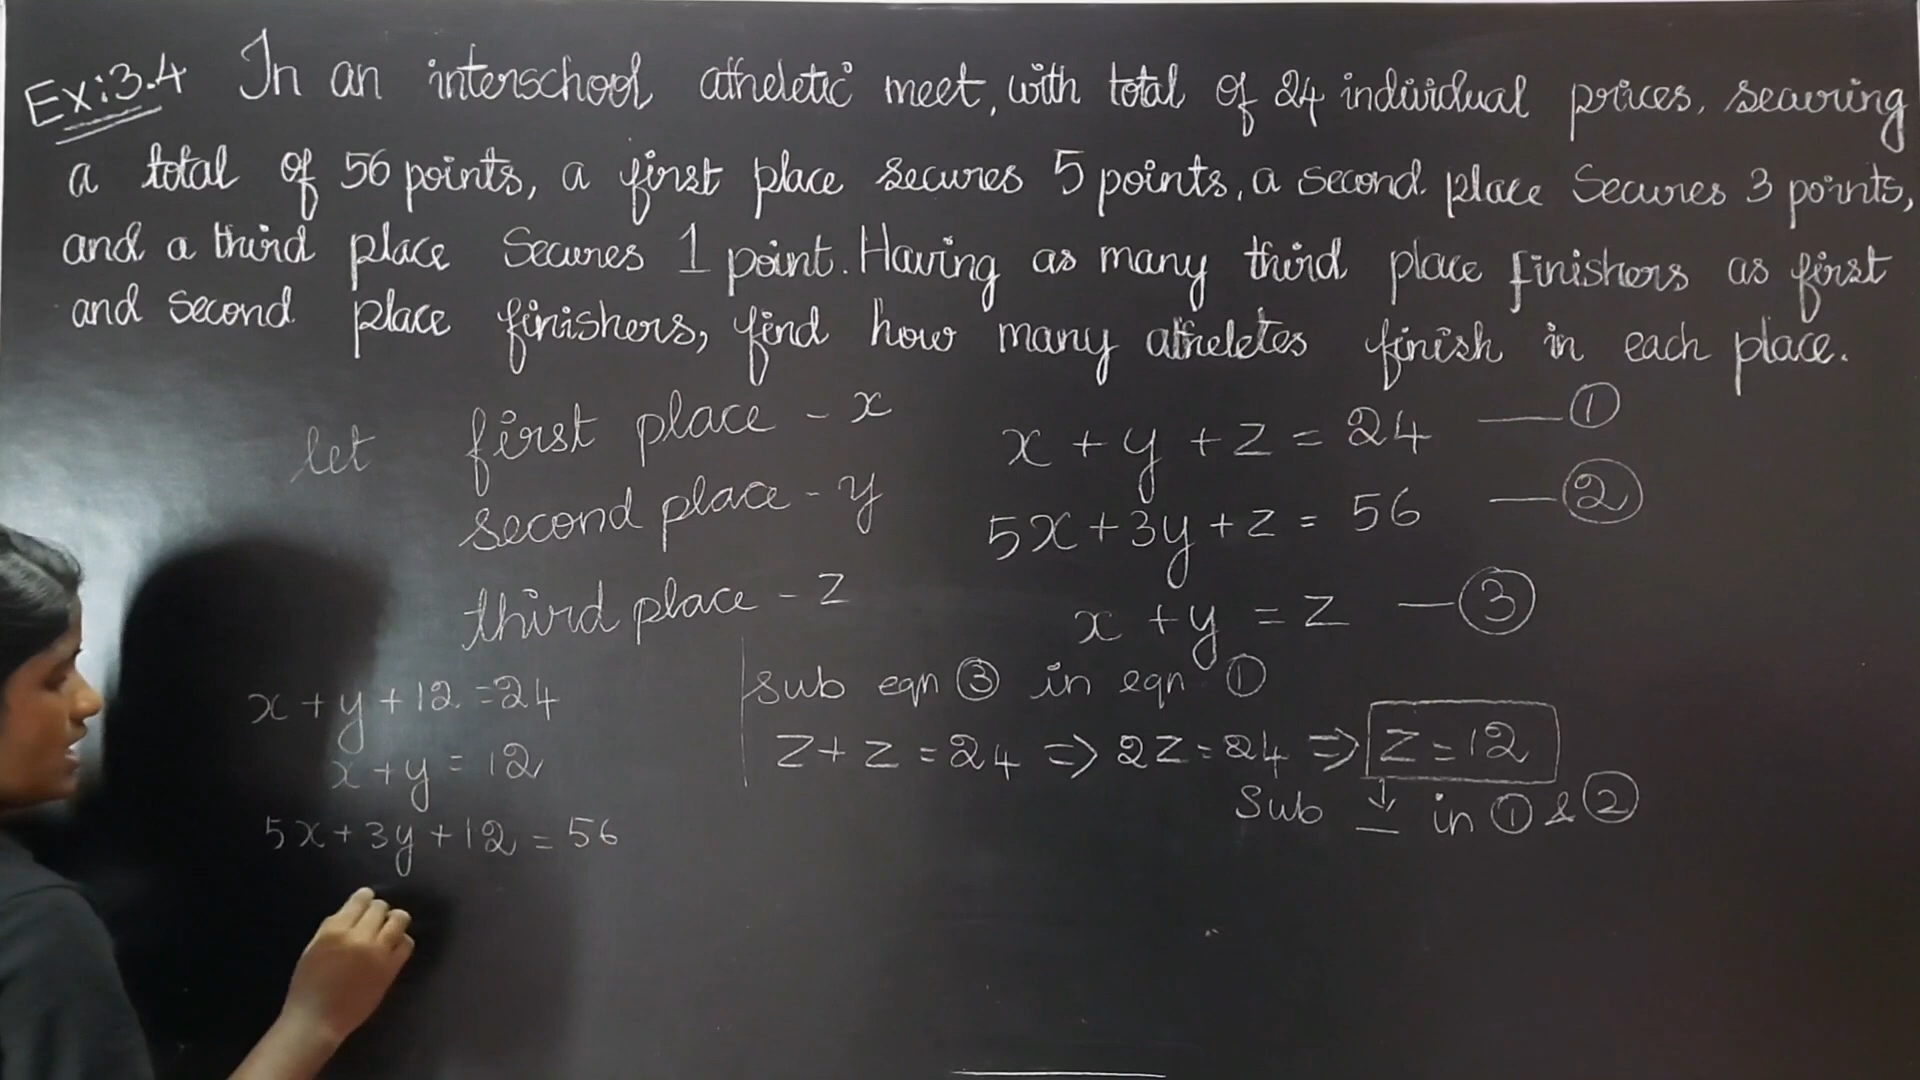 Ex:3.4 In an interschool atheletic meet, with total of 24 individual prices, securing
a total of 56 points, a first place secures 5 points, a second place Secures 3 points,
and a third place Secures 1 point. Having as many third place finishers as first
and second place finishers, find how many atheletes finish in each place.
let first place - x
second place - y
third place - z
x + y + z = 24 — ①
5x + 3y + z = 56 — ②
x + y = z — ③
sub eqn ③ in eqn ①
z + z = 24 => 2z = 24 => z = 12
Sub ↓ in ① & ②
x + y + 12 = 24
x + y = 12
5x + 3y + 12 = 56